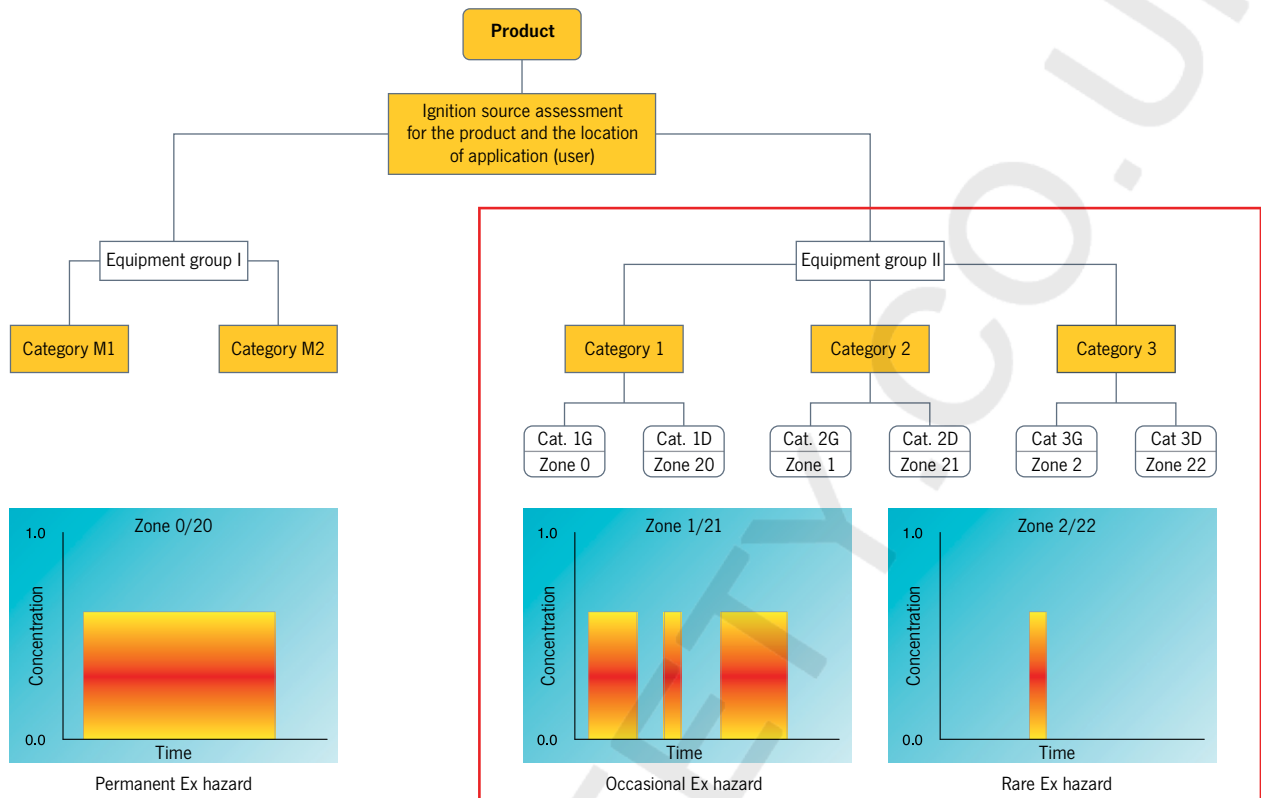 Product
Ignition source assessment
for the product and the location
of application (user)
Equipment group I
Equipment group II
Category M1
Category M2
Category 1
Category 2
Category 3
Cat. 1G
Zone 0
Cat. 1D
Zone 20
Cat. 2G
Zone 1
Cat. 2D
Zone 21
Cat 3G
Zone 2
Cat 3D
Zone 22
Zone 0/20
1.0
Concentration
0.0
Time
Permanent Ex hazard
Zone 1/21
1.0
Concentration
0.0
Time
Occasional Ex hazard
Zone 2/22
1.0
Concentration
0.0
Time
Rare Ex hazard
ETY.CO.U